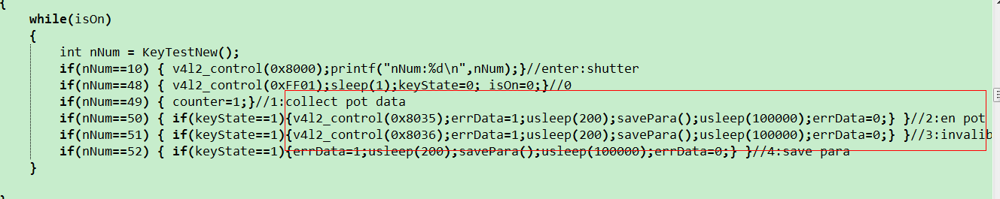 {
while(isOn)
{
int nNum = KeyTestNew();
if(nNum==10) { v4l2_control(0x8000);printf("nNum:%d\n",nNum);}//enter:shutter
if(nNum==48) { v4l2_control(0xFF01);sleep(1);keyState=0; isOn=0;}//0
if(nNum==49) { counter=1;}//1:collect pot data
if(nNum==50) { if(keyState==1){v4l2_control(0x8035);errData=1;usleep(200);savePara();usleep(100000);errData=0;} }//2:en pot
if(nNum==51) { if(keyState==1){v4l2_control(0x8036);errData=1;usleep(200);savePara();usleep(100000);errData=0;} }//3:invalib
if(nNum==52) { if(keyState==1){errData=1;usleep(200);savePara();usleep(100000);errData=0;} }//4:save para
}
}